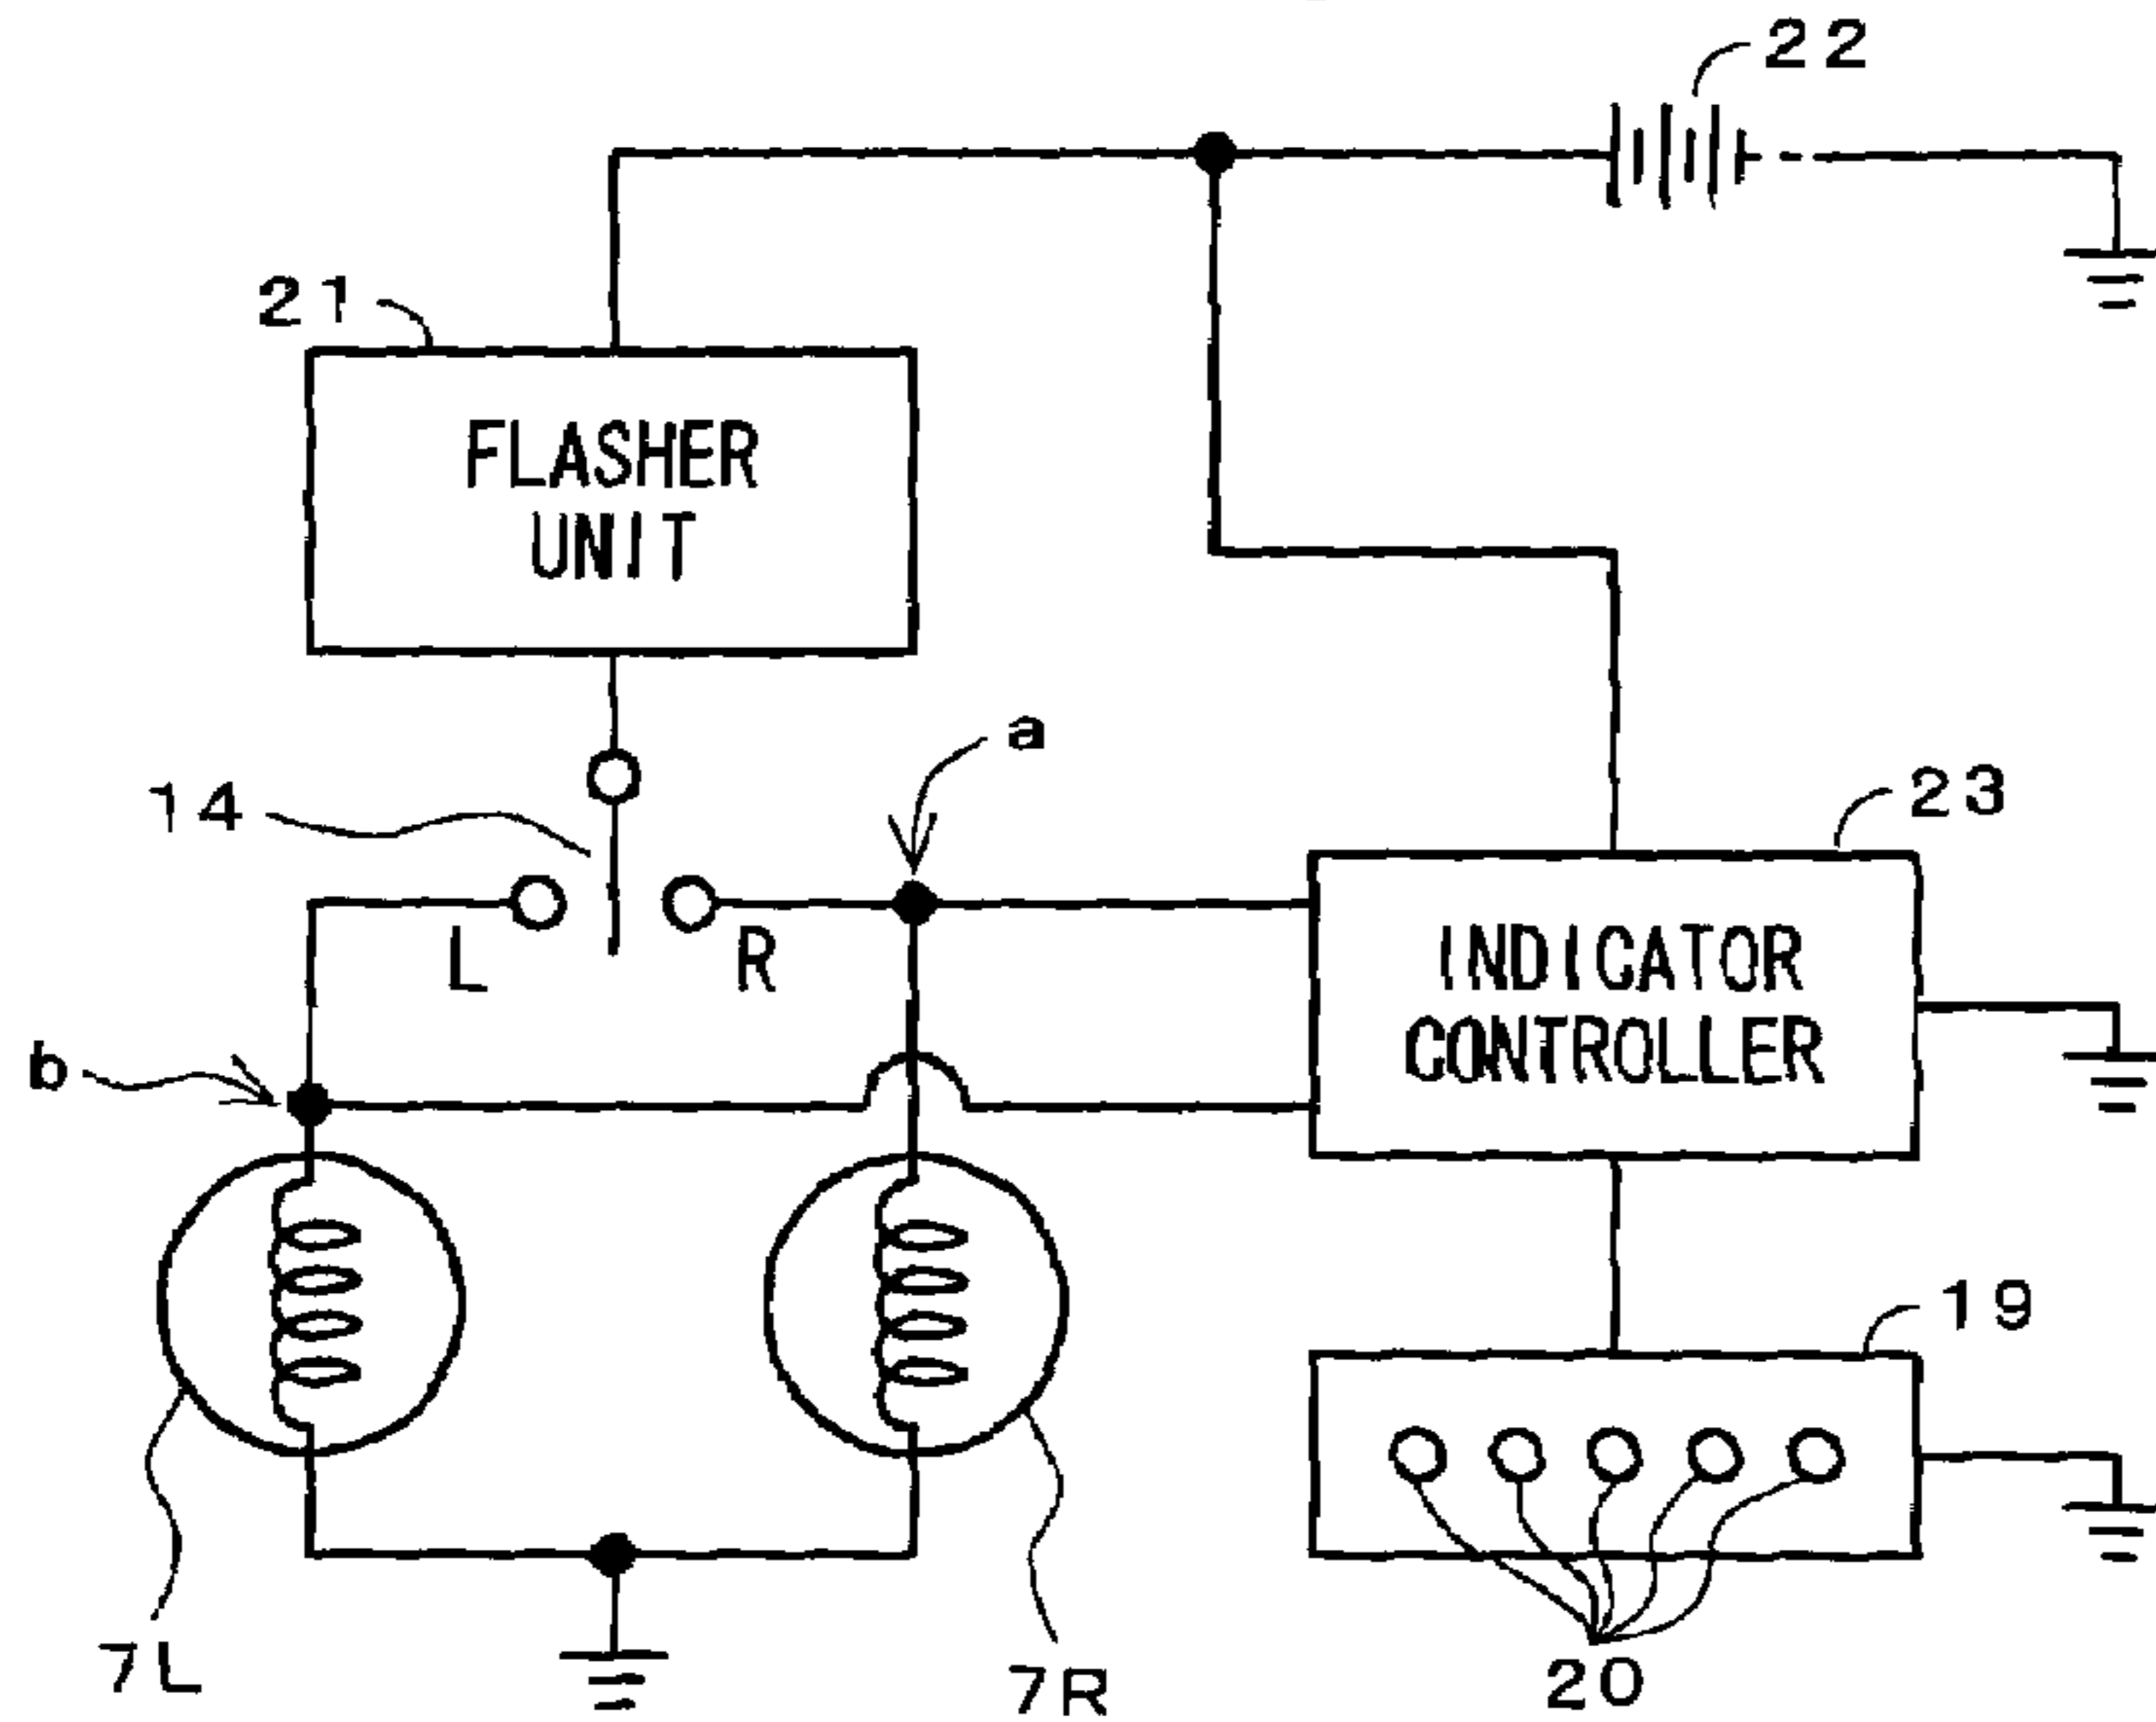 22
21
FLASHER
UNIT
a
14
23
L
R
INDICATOR
CONTROLLER
b
19
7L
7R
20